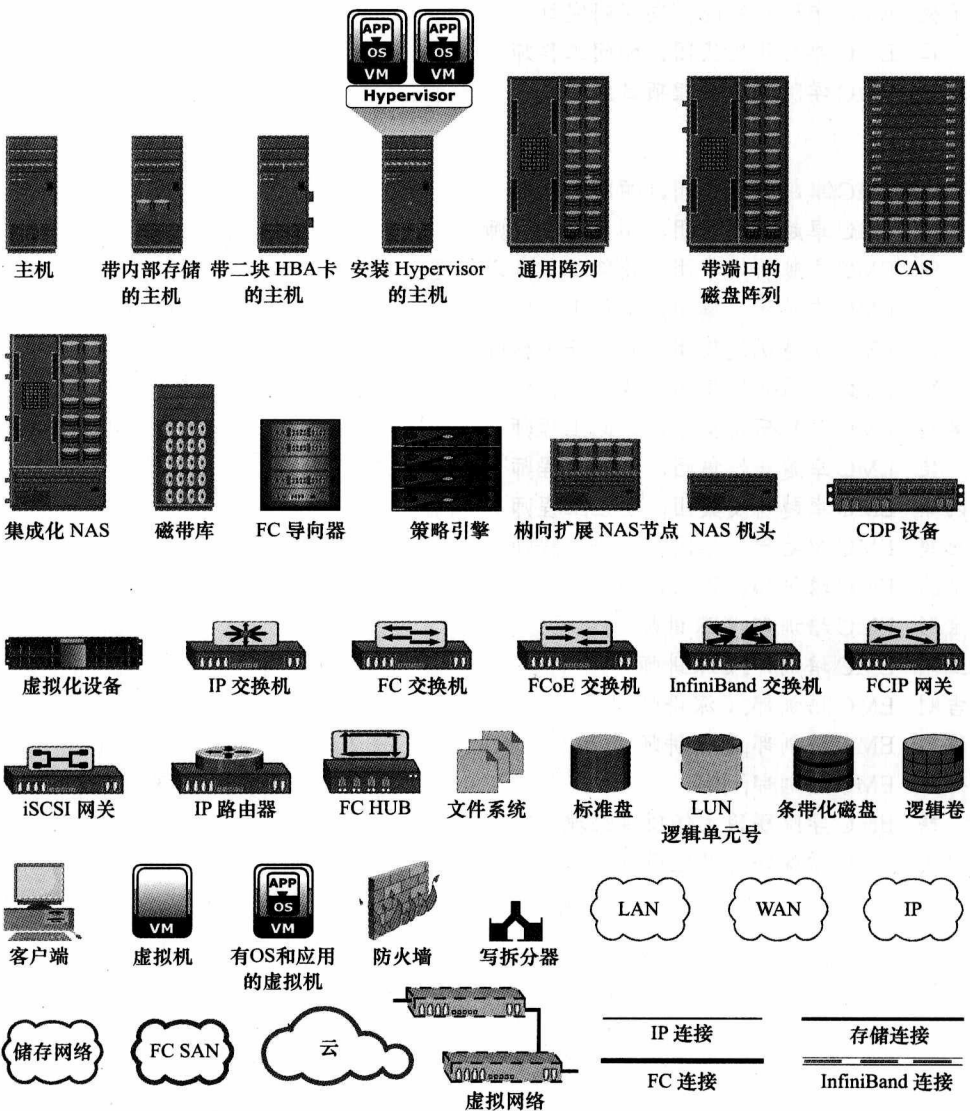 APP APP
OS OS
VM VM
Hypervisor
主机
带内部存储
的主机
带二块 HBA卡
的主机
安装 Hypervisor
的主机
通用阵列
带端口的
磁盘阵列
CAS
集成化 NAS
磁带库
FC 导向器
策略引擎
枘向扩展 NAS节点
NAS 机头
CDP 设备
虚拟化设备
IP 交换机
FC 交换机
FCoE 交换机
InfiniBand 交换机
FCIP 网关
iSCSI 网关
IP 路由器
FC HUB
文件系统
标准盘
LUN
逻辑单元号
条带化磁盘
逻辑卷
客户端
VM
虚拟机
APP
OS
VM
有OS和应用
的虚拟机
防火墙
写拆分器
LAN
WAN
IP
储存网络
FC SAN
云
虚拟网络
IP 连接
FC 连接
存储连接
InfiniBand 连接